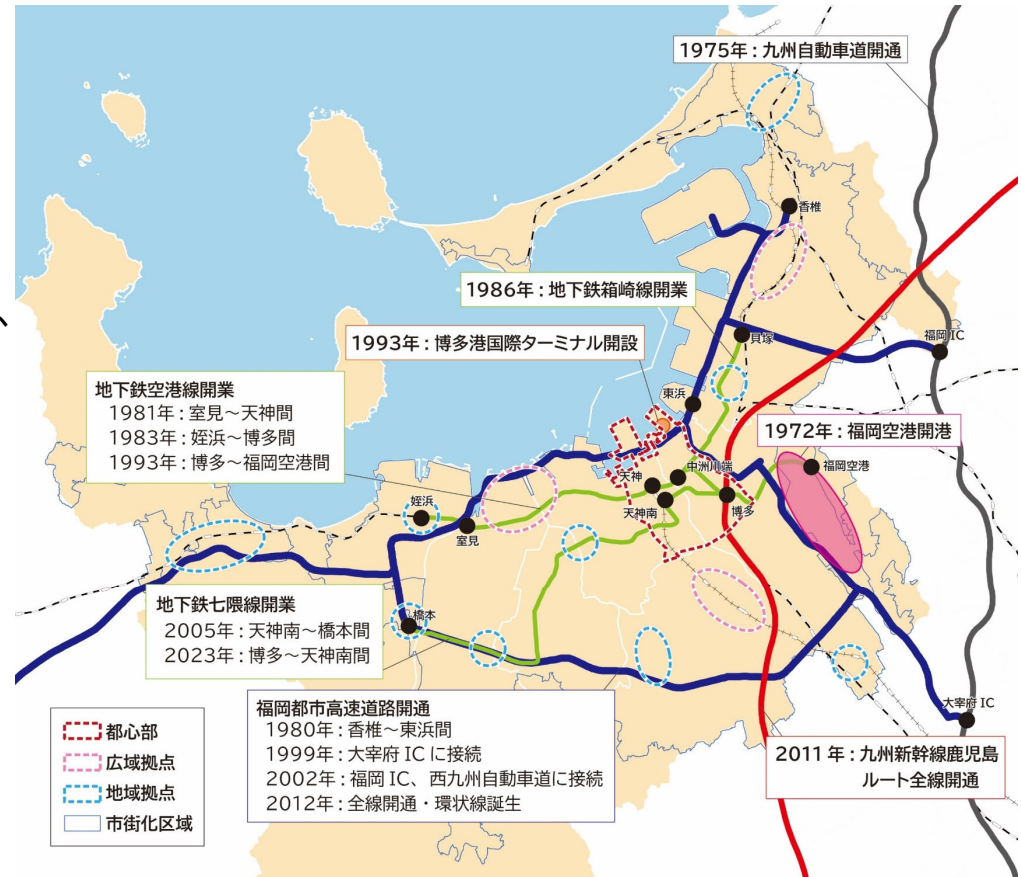 1975年：九州自動車道開通
香椎
1986年：地下鉄箱崎線開業
福岡IC
1993年：博多港国際ターミナル開設
貝塚
地下鉄空港線開業
1981年：室見～天神間
1983年：姪浜～博多間
1993年：博多～福岡空港間
東浜
1972年：福岡空港開港
中洲川端
福岡空港
天神
天神南
博多
姪浜
室見
地下鉄七隈線開業
2005年：天神南～橋本間
2023年：博多～天神南間
橋本
大宰府IC
福岡都市高速道路開通
1980年：香椎～東浜間
1999年：大宰府ICに接続
2002年：福岡IC、西九州自動車道に接続
2012年：全線開通・環状線誕生
2011年：九州新幹線鹿児島
ルート全線開通
都心部
広域拠点
地域拠点
市街化区域